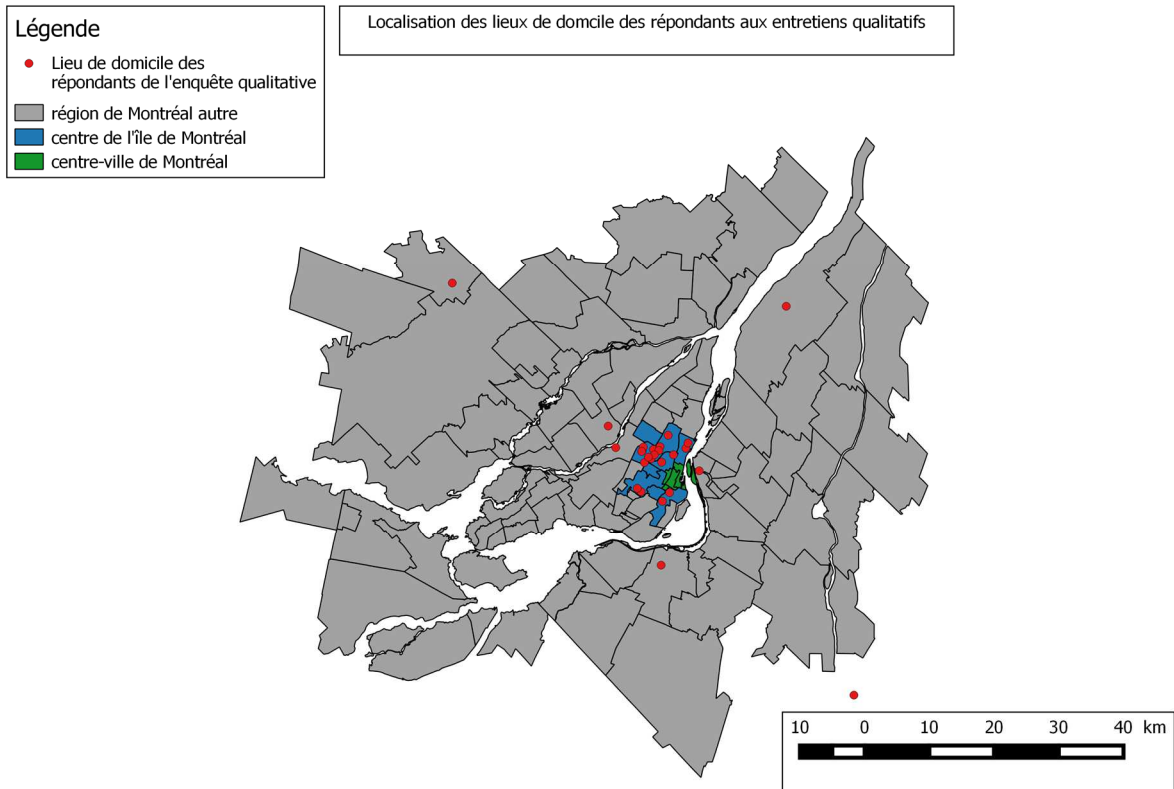 Localisation des lieux de domcile des répondants aux entretiens qualitatifs
Légende
Lieu de domicile des
répondants de l'enquête qualitative
région de Montréal autre
centre de l'île de Montréal
centre-ville de Montréal
10 0 10 20 30 40 km